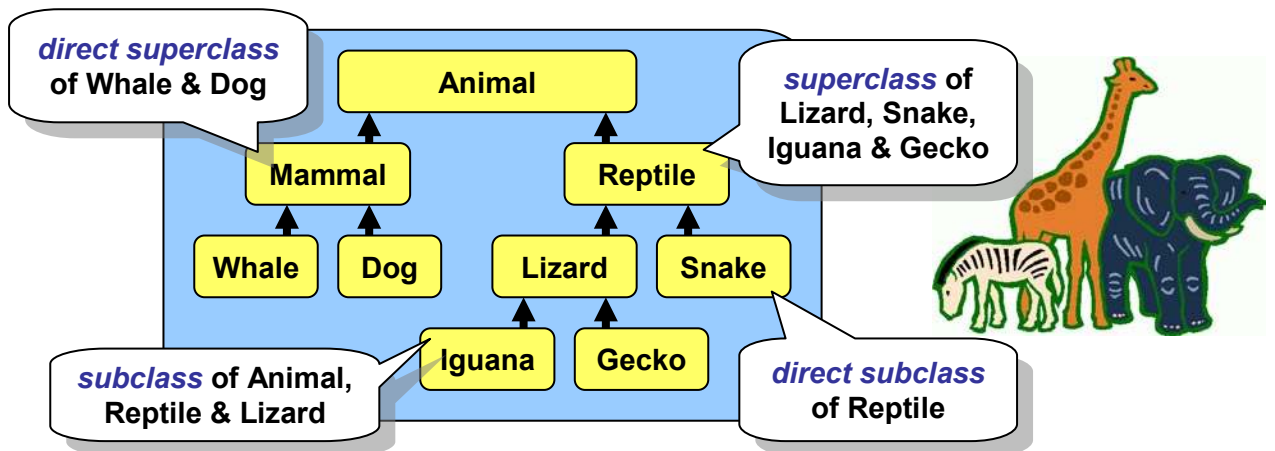 direct superclass
of Whale & Dog
Animal
superclass of
Lizard, Snake,
Iguana & Gecko
Mammal
Reptile
Whale
Dog
Lizard
Snake
Iguana
Gecko
subclass of Animal,
Reptile & Lizard
direct subclass
of Reptile